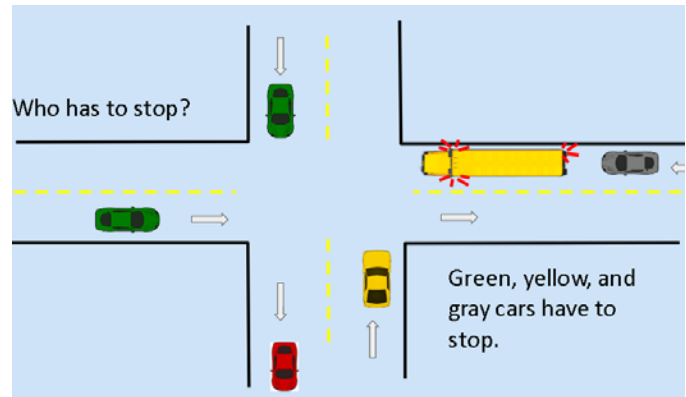 Who has to stop?
Green, yellow, and
gray cars have to
stop.